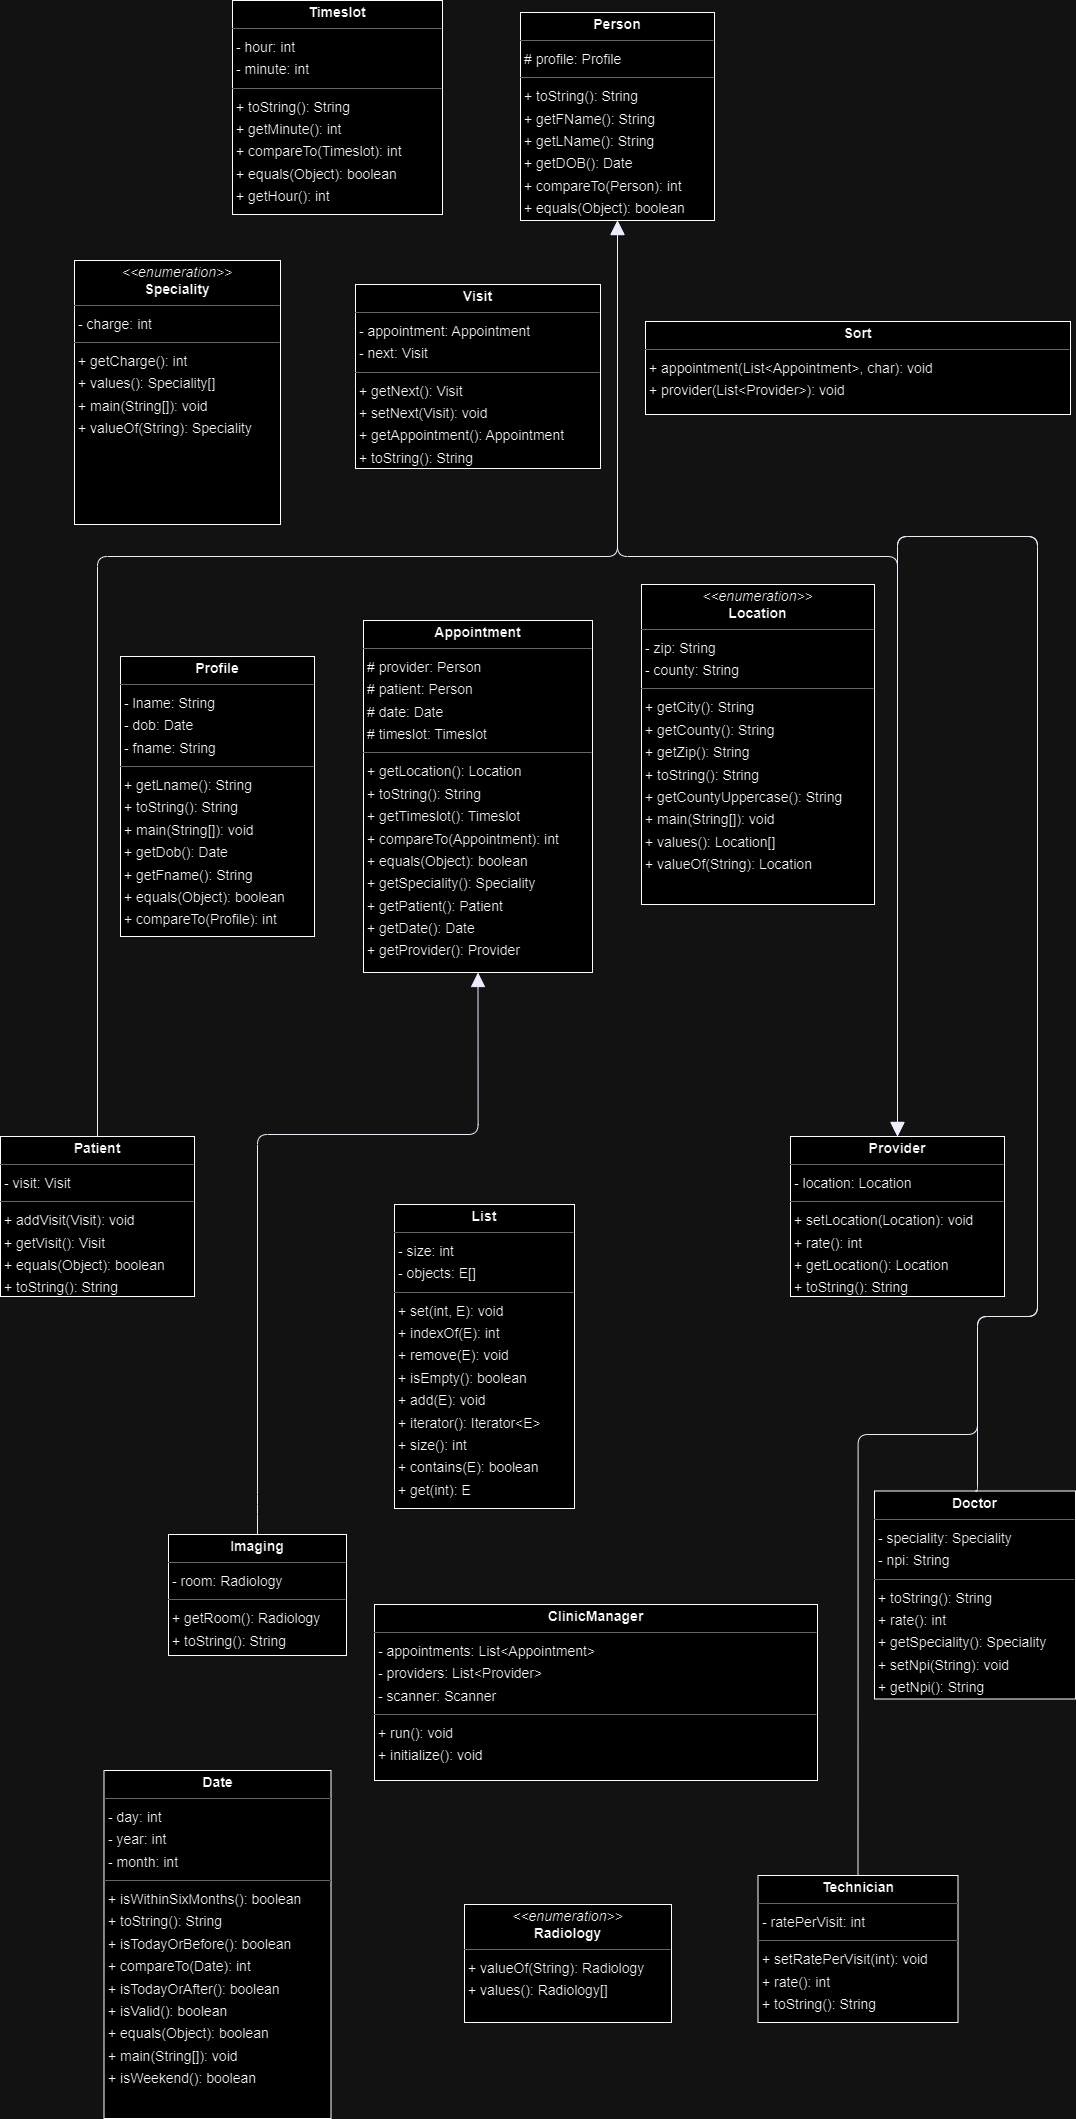 Timeslot
- hour: int
- minute: int
+ toString(): String
+ getMinute(): int
+ compareTo(Timeslot): int
+ equals(Object): boolean
+ getHour(): int
Person
# profile: Profile
+ toString(): String
+ getFName(): String
+ getLName(): String
+ getDOB(): Date
+ compareTo(Person): int
+ equals(Object): boolean
<<enumeration>>
Speciality
- charge: int
+ getCharge(): int
+ values(): Speciality[]
+ main(String[]): void
+ valueOf(String): Speciality
Visit
- appointment: Appointment
- next: Visit
+ getNext(): Visit
+ setNext(Visit): void
+ getAppointment(): Appointment
+ toString(): String
Sort
+ appointment(List<Appointment>, char): void
+ provider(List<Provider>): void
Profile
- lname: String
- dob: Date
- fname: String
+ getLname(): String
+ toString(): String
+ main(String[]): void
+ getDob(): Date
+ getFname(): String
+ equals(Object): boolean
+ compareTo(Profile): int
Appointment
# provider: Person
# patient: Person
# date: Date
# timeslot: Timeslot
+ getLocation(): Location
+ toString(): String
+ getTimeslot(): Timeslot
+ compareTo(Appointment): int
+ equals(Object): boolean
+ getSpeciality(): Speciality
+ getPatient(): Patient
+ getDate(): Date
+ getProvider(): Provider
<<enumeration>>
Location
- zip: String
- county: String
+ getCity(): String
+ getCounty(): String
+ getZip(): String
+ toString(): String
+ getCountyUppercase(): String
+ main(String[]): void
+ values(): Location[]
+ valueOf(String): Location
Patient
- visit: Visit
+ addVisit(Visit): void
+ getVisit(): Visit
+ equals(Object): boolean
+ toString(): String
Provider
- location: Location
+ setLocation(Location): void
+ rate(): int
+ getLocation(): Location
+ toString(): String
List
- size: int
- objects: E[]
+ set(int, E): void
+ indexOf(E): int
+ remove(E): void
+ isEmpty(): boolean
+ add(E): void
+ iterator(): Iterator<E>
+ size(): int
+ contains(E): boolean
+ get(int): E
Imaging
- room: Radiology
+ getRoom(): Radiology
+ toString(): String
Doctor
- speciality: Speciality
- npi: String
+ toString(): String
+ rate(): int
+ getSpeciality(): Speciality
+ setNpi(String): void
+ getNpi(): String
ClinicManager
- appointments: List<Appointment>
- providers: List<Provider>
- scanner: Scanner
+ run(): void
+ initialize(): void
Date
- day: int
- year: int
- month: int
+ isWithinSixMonths(): boolean
+ toString(): String
+ isTodayOrBefore(): boolean
+ compareTo(Date): int
+ isTodayOrAfter(): boolean
+ isValid(): boolean
+ equals(Object): boolean
+ main(String[]): void
+ isWeekend(): boolean
<<enumeration>>
Radiology
+ valueOf(String): Radiology
+ values(): Radiology[]
Technician
- ratePerVisit: int
+ setRatePerVisit(int): void
+ rate(): int
+ toString(): String